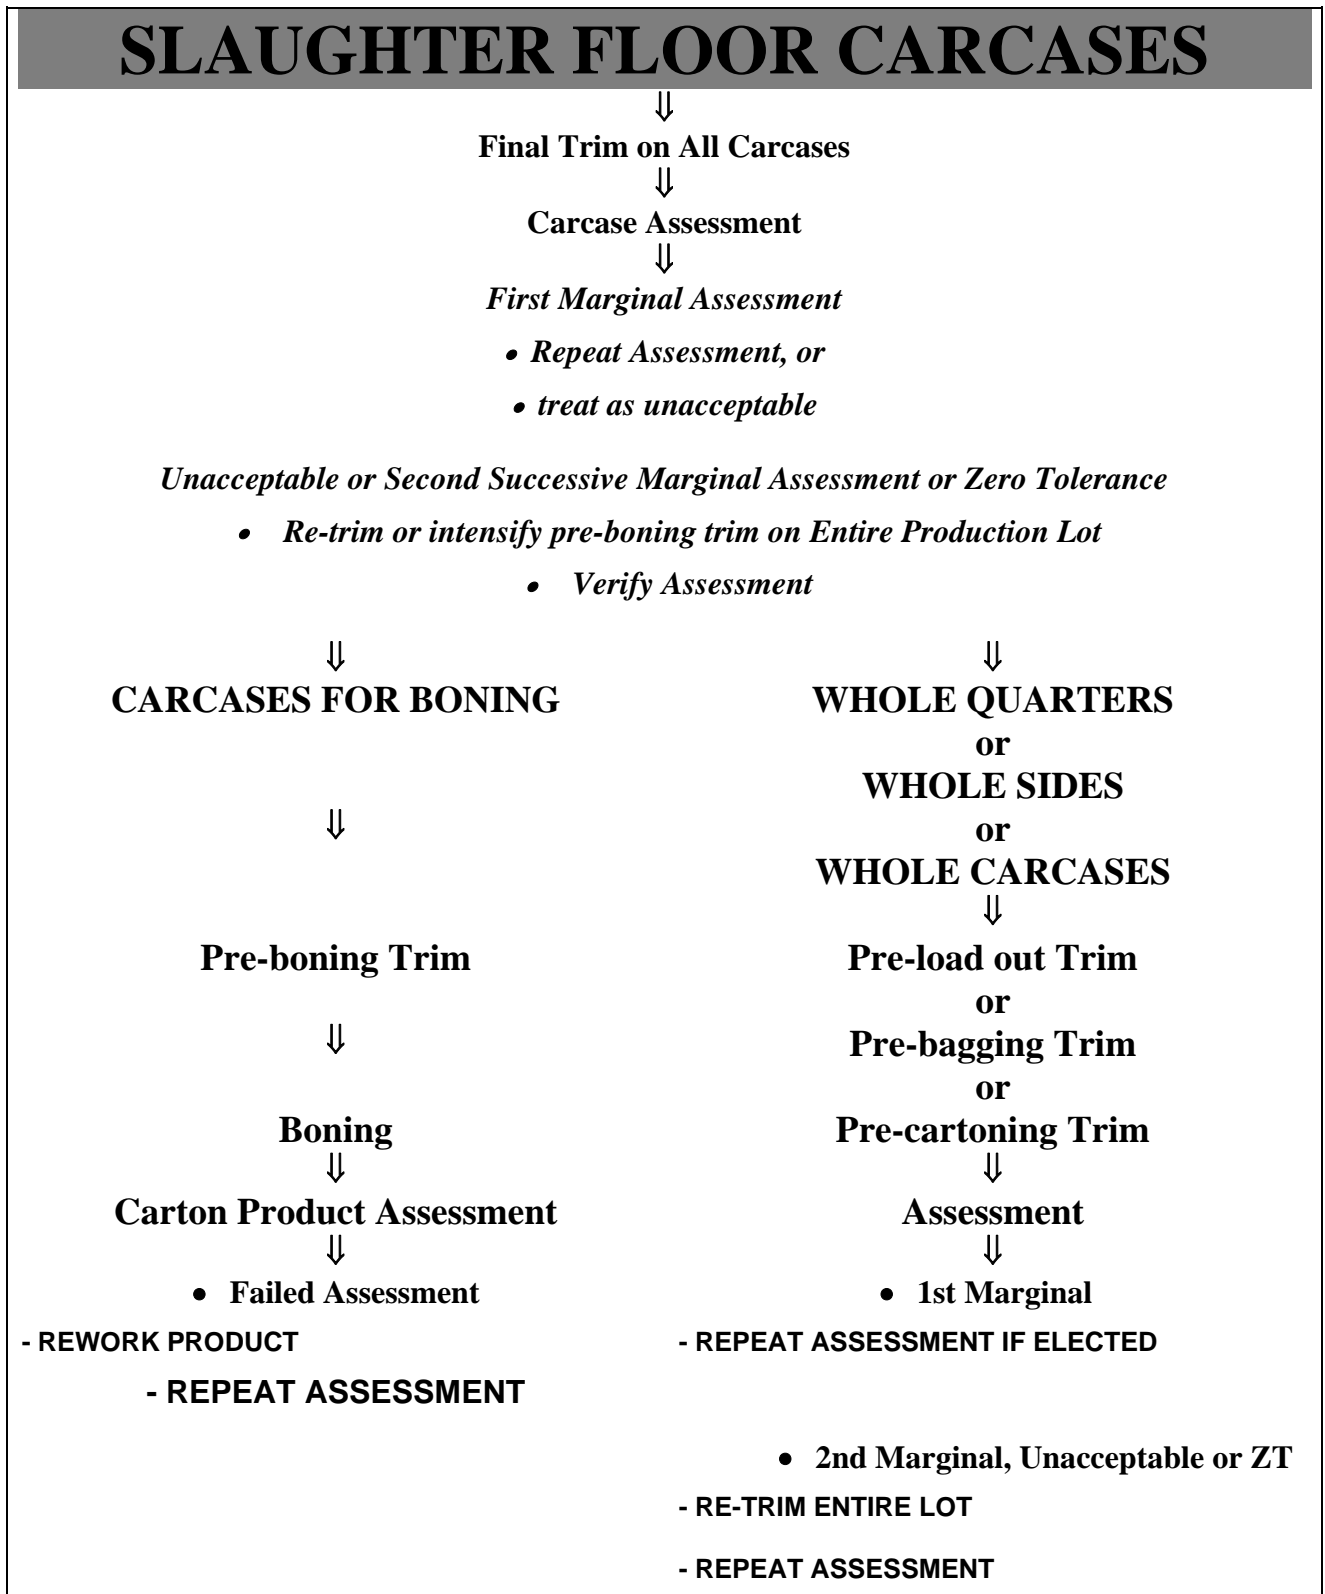 SLAUGHTER FLOOR CARCASES
⇓
Final Trim on All Carcases
⇓
Carcase Assessment
⇓
First Marginal Assessment
• Repeat Assessment, or
• treat as unacceptable
Unacceptable or Second Successive Marginal Assessment or Zero Tolerance
• Re-trim or intensify pre-boning trim on Entire Production Lot
• Verify Assessment
⇓
CARCASES FOR BONING
⇓
Pre-boning Trim
⇓
Boning
⇓
Carton Product Assessment
⇓
• Failed Assessment
- REWORK PRODUCT
- REPEAT ASSESSMENT
⇓
WHOLE QUARTERS
or
WHOLE SIDES
or
WHOLE CARCASES
⇓
Pre-load out Trim
or
Pre-bagging Trim
or
Pre-cartoning Trim
⇓
Assessment
⇓
• 1st Marginal
- REPEAT ASSESSMENT IF ELECTED
• 2nd Marginal, Unacceptable or ZT
- RE-TRIM ENTIRE LOT
- REPEAT ASSESSMENT